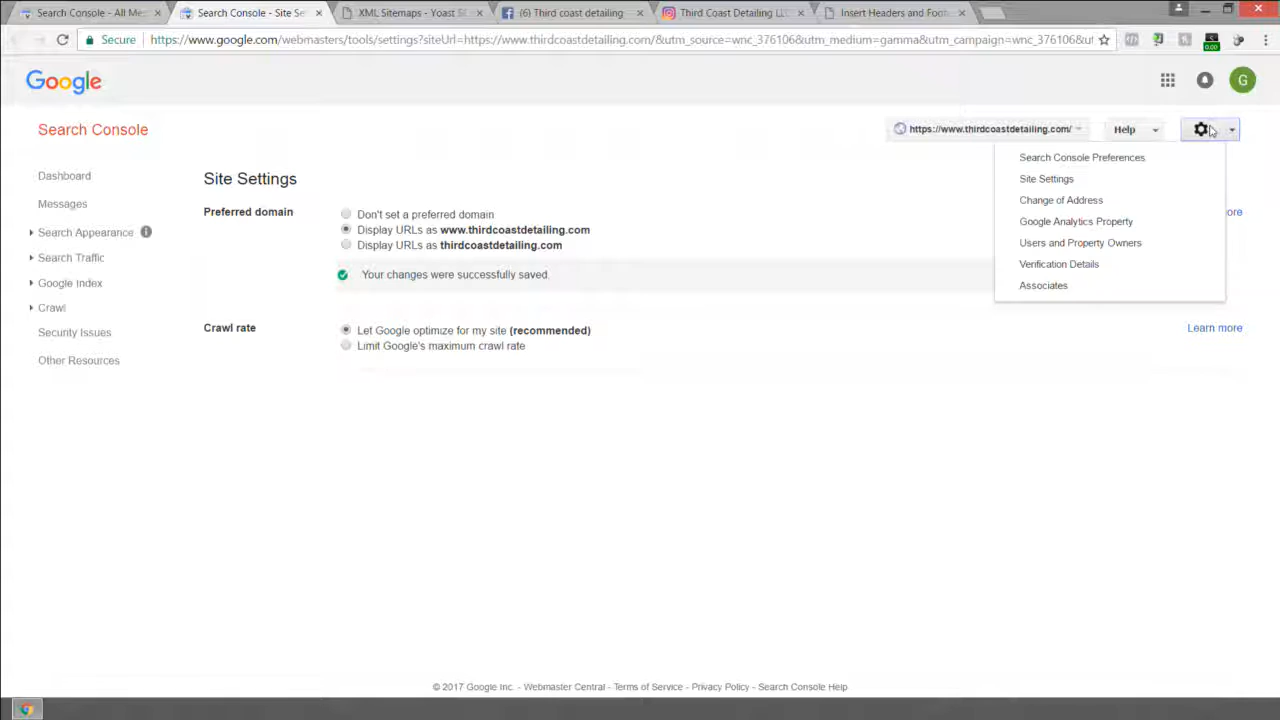 Search Console - All Mes
Search Console - Site Se
XML Sitemaps - Yoast S
(6) Third coast detailing
Third Coast Detailing LL
Insert Headers and Foot
Secure
https://www.google.com/webmasters/tools/settings?siteUrl=https://www.thirdcoastdetailing.com/&utm_source=wnc_376106&utm_medium=gamma&utm_campaign=wnc_376106&ut
0.00
Google
G
Search Console
https://www.thirdcoastdetailing.com/
Help
Search Console Preferences
Site Settings
Change of Address
Google Analytics Property
Users and Property Owners
Verification Details
Associates
Dashboard
Messages
Search Appearance
Search Traffic
Google Index
Crawl
Security Issues
Other Resources
Site Settings
Preferred domain
Don't set a preferred domain
Display URLs as www.thirdcoastdetailing.com
Display URLs as thirdcoastdetailing.com
ore
Your changes were successfully saved.
Crawl rate
Let Google optimize for my site (recommended)
Limit Google's maximum crawl rate
Learn more
© 2017 Google Inc. - Webmaster Central - Terms of Service - Privacy Policy - Search Console Help